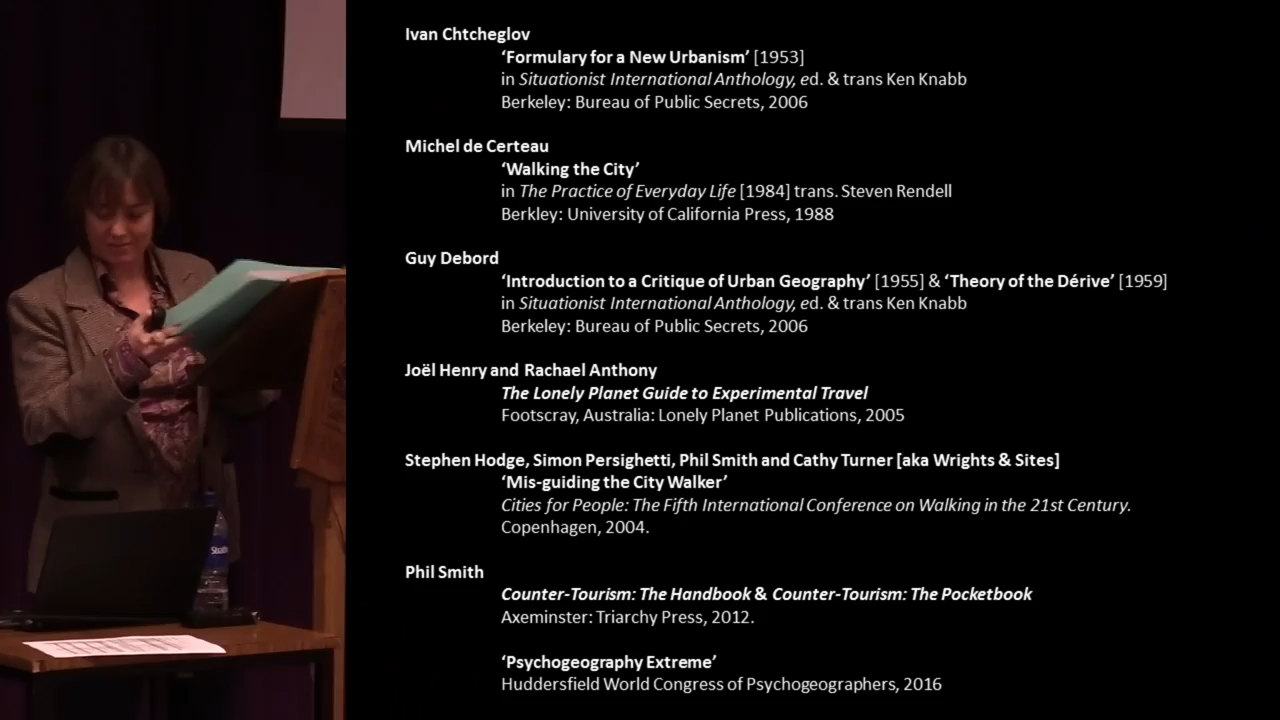 Ivan Chtcheglov
‘Formulary for a New Urbanism’ [1953]
in Situationist International Anthology, ed. & trans Ken Knabb
Berkeley: Bureau of Public Secrets, 2006
Michel de Certeau
‘Walking the City’
in The Practice of Everyday Life [1984] trans. Steven Rendell
Berkley: University of California Press, 1988
Guy Debord
‘Introduction to a Critique of Urban Geography’ [1955] & ‘Theory of the Dérive’ [1959]
in Situationist International Anthology, ed. & trans Ken Knabb
Berkeley: Bureau of Public Secrets, 2006
Joël Henry and Rachael Anthony
The Lonely Planet Guide to Experimental Travel
Footscray, Australia: Lonely Planet Publications, 2005
Stephen Hodge, Simon Persighetti, Phil Smith and Cathy Turner [aka Wrights & Sites]
‘Mis-guiding the City Walker’
Cities for People: The Fifth International Conference on Walking in the 21st Century.
Copenhagen, 2004.
Phil Smith
Counter-Tourism: The Handbook & Counter-Tourism: The Pocketbook
Axeminster: Triarchy Press, 2012.
‘Psychogeography Extreme’
Huddersfield World Congress of Psychogeographers, 2016